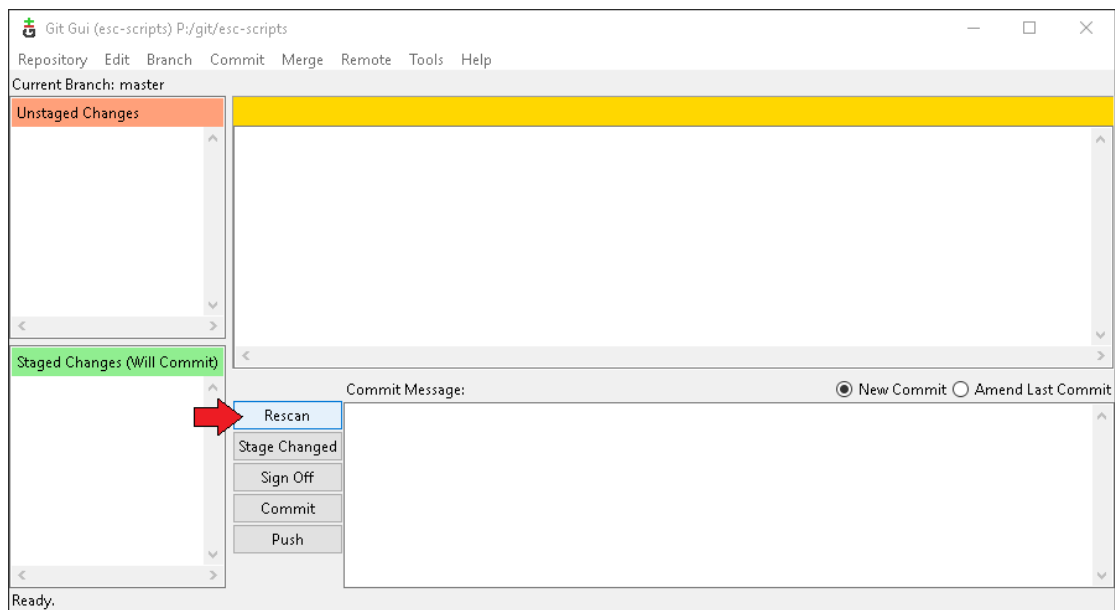 Git Gui (esc-scripts) P:/git/esc-scripts
Repository Edit Branch Commit Merge Remote Tools Help
Current Branch: master
Unstaged Changes
Staged Changes (Will Commit)
Commit Message:
New Commit Amend Last Commit
Rescan
Stage Changed
Sign Off
Commit
Push
Ready.